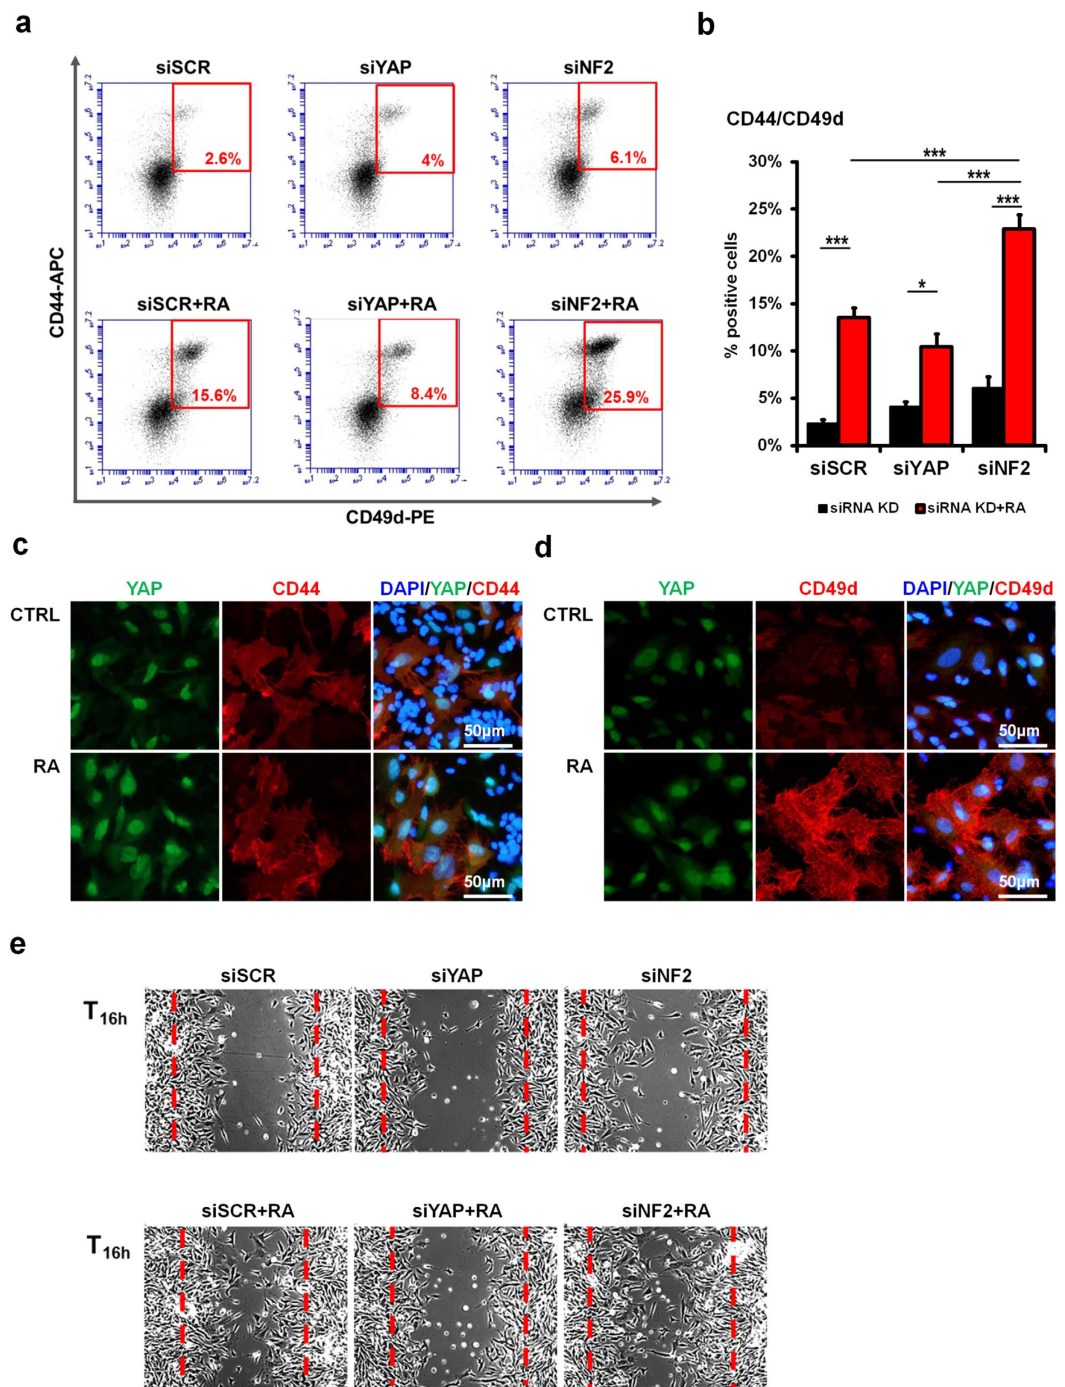 a
b
siSCR
siYAP
siNF2
2.6%
4%
6.1%
siSCR+RA
siYAP+RA
siNF2+RA
15.6%
8.4%
25.9%
CD44-APC
CD49d-PE
CD44/CD49d
30%
25%
20%
15%
10%
5%
0%
% positive cells
***
***
***
***
*
siSCR
siYAP
siNF2
siRNA KD
siRNA KD+RA
c
d
YAP
CD44
DAPI/YAP/CD44
CTRL
50µm
RA
50µm
YAP
CD49d
DAPI/YAP/CD49d
CTRL
50µm
RA
50µm
e
siSCR
siYAP
siNF2
T16h
siSCR+RA
siYAP+RA
siNF2+RA
T16h